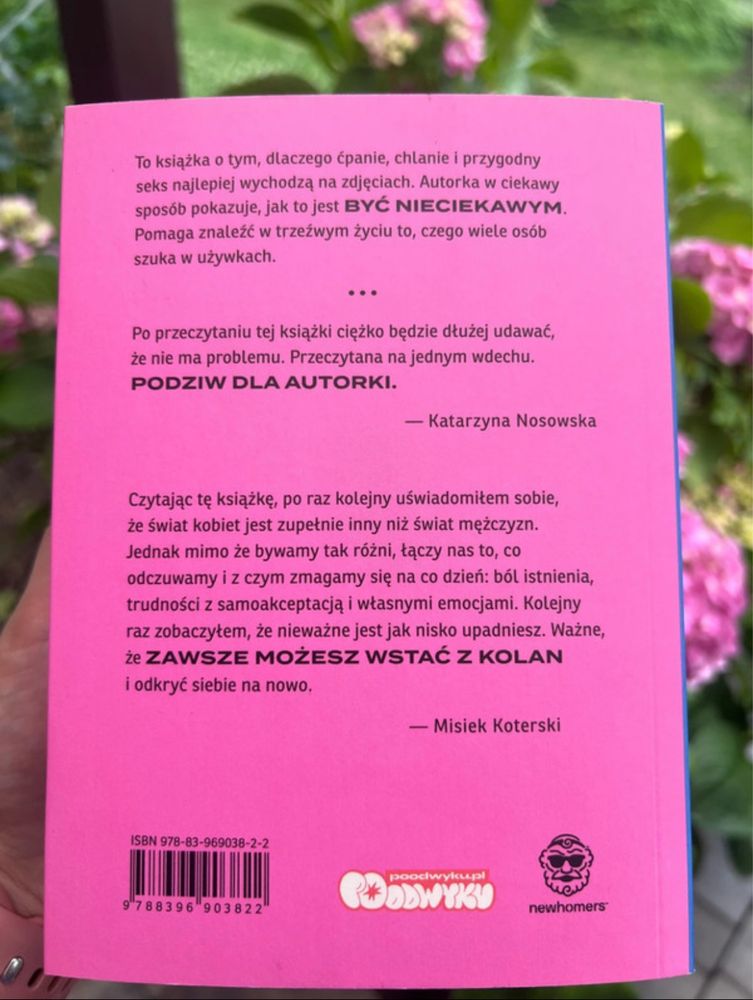 To książka o tym, dlaczego ćpanie, chlanie i przygodny
seks najlepiej wychodzą na zdjęciach. Autorka w ciekawy
sposób pokazuje, jak to jest BYĆ NIECIEKAWYM.
Pomaga znaleźć w trzeźwym życiu to, czego wiele osób
szuka w używkach.
•••
Po przeczytaniu tej książki ciężko będzie dłużej udawać,
że nie ma problemu. Przeczytana na jednym wdechu.
PODZIW DLA AUTORKI.
— Katarzyna Nosowska
Czytając tę książkę, po raz kolejny uświadomiłem sobie,
że świat kobiet jest zupełnie inny niż świat mężczyzn.
Jednak mimo że bywamy tak różni, łączy nas to, co
odczuwamy i z czym zmagamy się na co dzień: ból istnienia,
trudności z samoakceptacją i własnymi emocjami. Kolejny
raz zobaczyłem, że nieważne jest jak nisko upadniesz. Ważne,
że ZAWSZE MOŻESZ WSTAĆ Z KOLAN
i odkryć siebie na nowo.
— Misiek Koterski
ISBN 978-83-969038-2-2
9 788396 903822
poodwyku.pl
POODWYKU
newhomers™